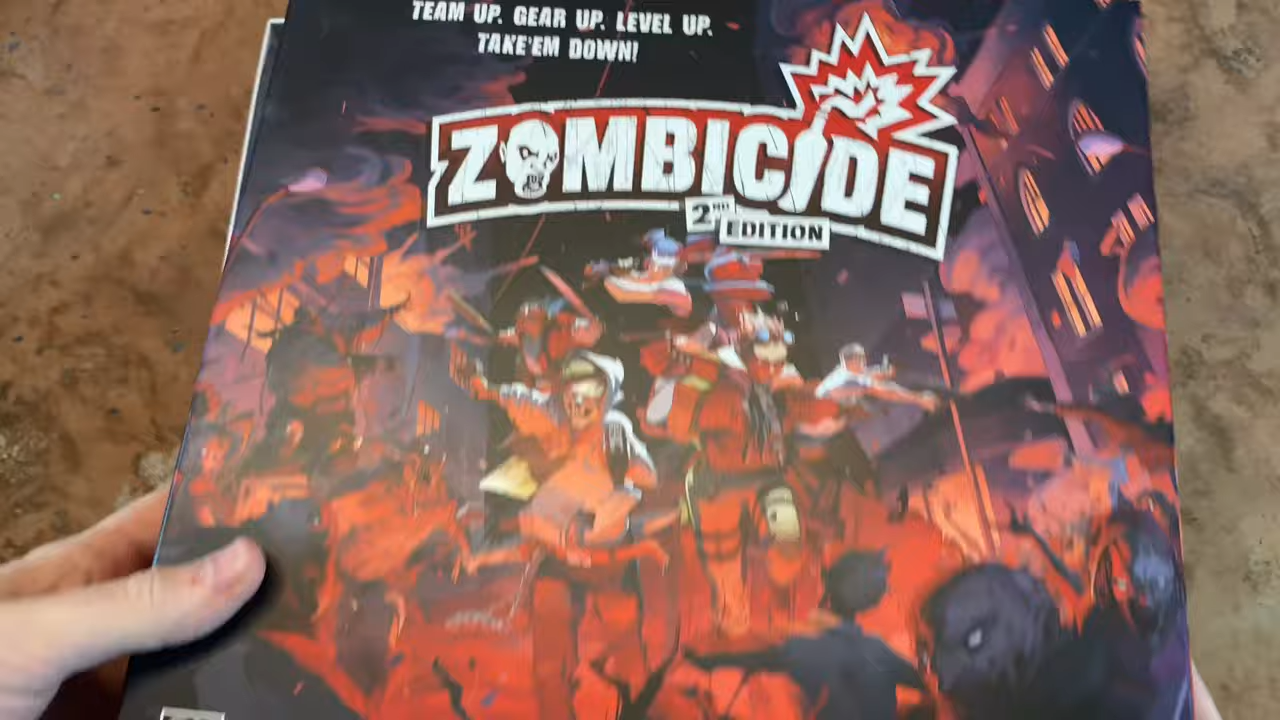 TEAM UP. GEAR UP. LEVEL UP.
TAKE'EM DOWN!
ZOMBICIDE
2ND EDITION